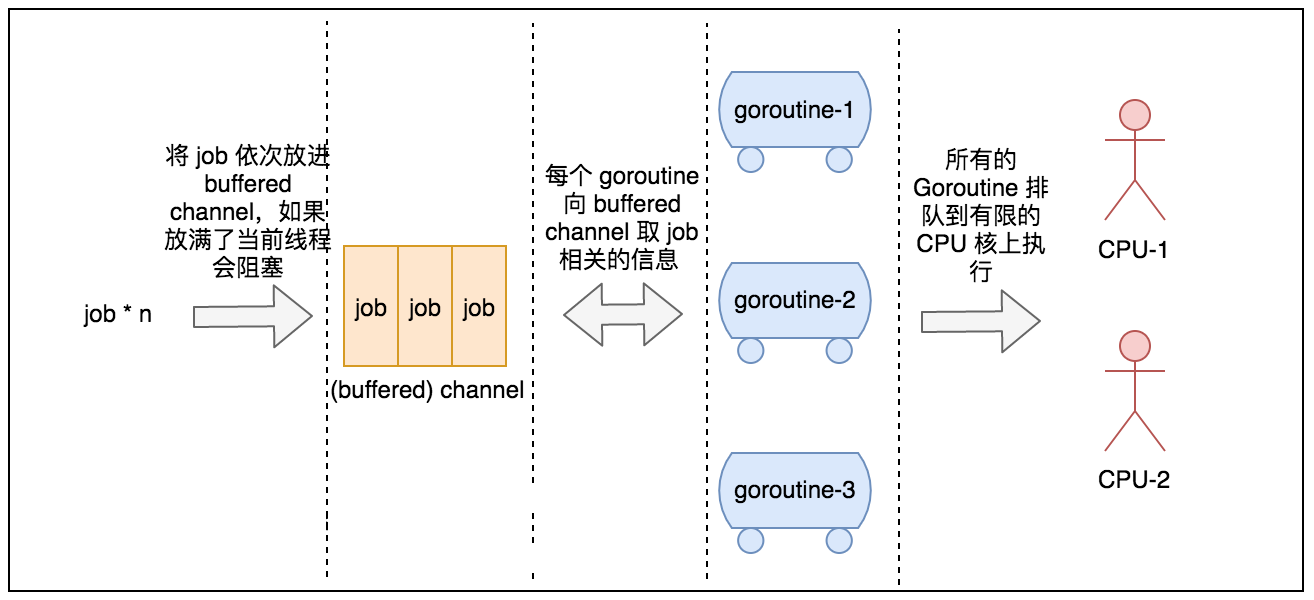 将 job 依次放进
buffered
channel，如果
放满了当前线程
会阻塞
job * n
job job job
(buffered) channel
每个 goroutine
向 buffered
channel 取 job
相关的信息
goroutine-1
goroutine-2
goroutine-3
所有的
Goroutine 排
队到有限的
CPU 核上执
行
CPU-1
CPU-2